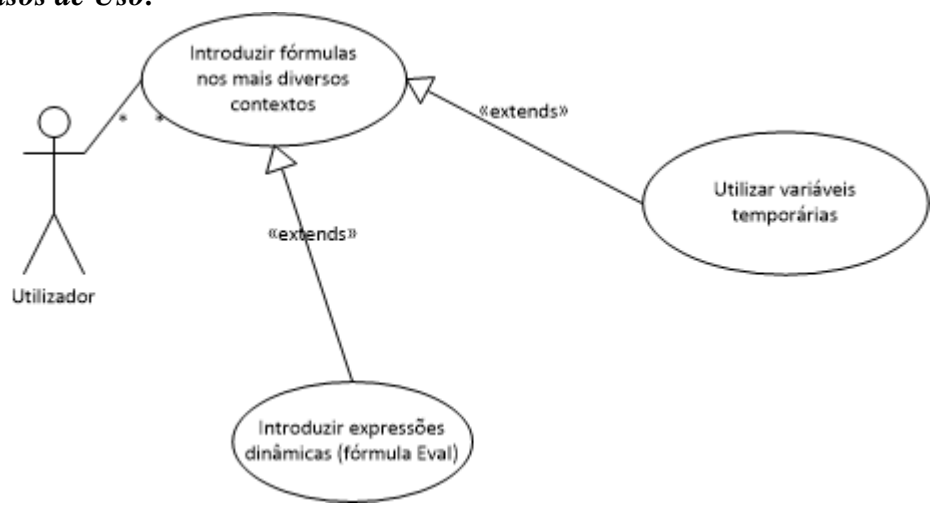 de Uso:
Introduzir fórmulas
nos mais diversos
contextos
* *
«extends»
Utilizar variáveis
temporárias
«extends»
Utilizador
Introduzir expressões
dinâmicas (fórmula Eval)